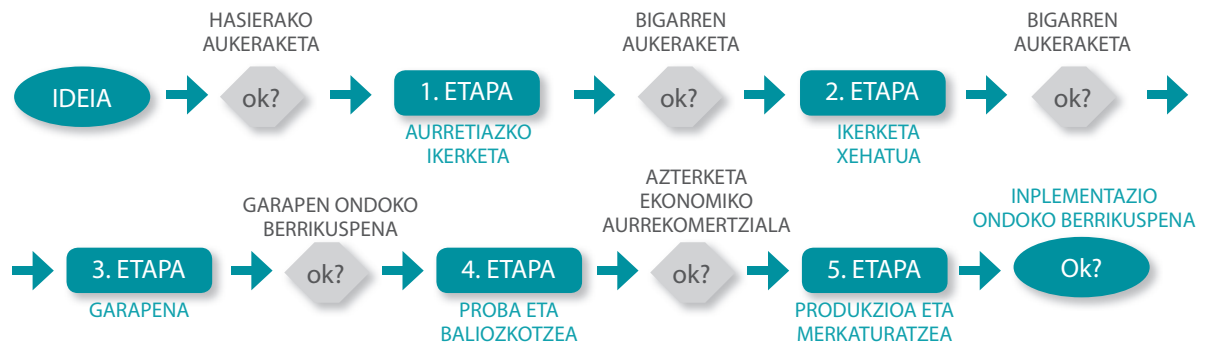 HASIERAKO
AUKERAKETA
BIGARREN
AUKERAKETA
BIGARREN
AUKERAKETA
IDEIA
ok?
1. ETAPA
ok?
2. ETAPA
ok?
AURRETIAZKO
IKERKETA
IKERKETA
XEHATUA
GARAPEN ONDOKO
BERRIKUSPENA
AZTERKETA
EKONOMIKO
AURREKOMERTZIALA
INPLEMENTAZIO
ONDOKO BERRIKUSPENA
3. ETAPA
ok?
4. ETAPA
ok?
5. ETAPA
Ok?
GARAPENA
PROBA ETA
BALIOZKOTZEA
PRODUKZIOA ETA
MERKATURATZEA